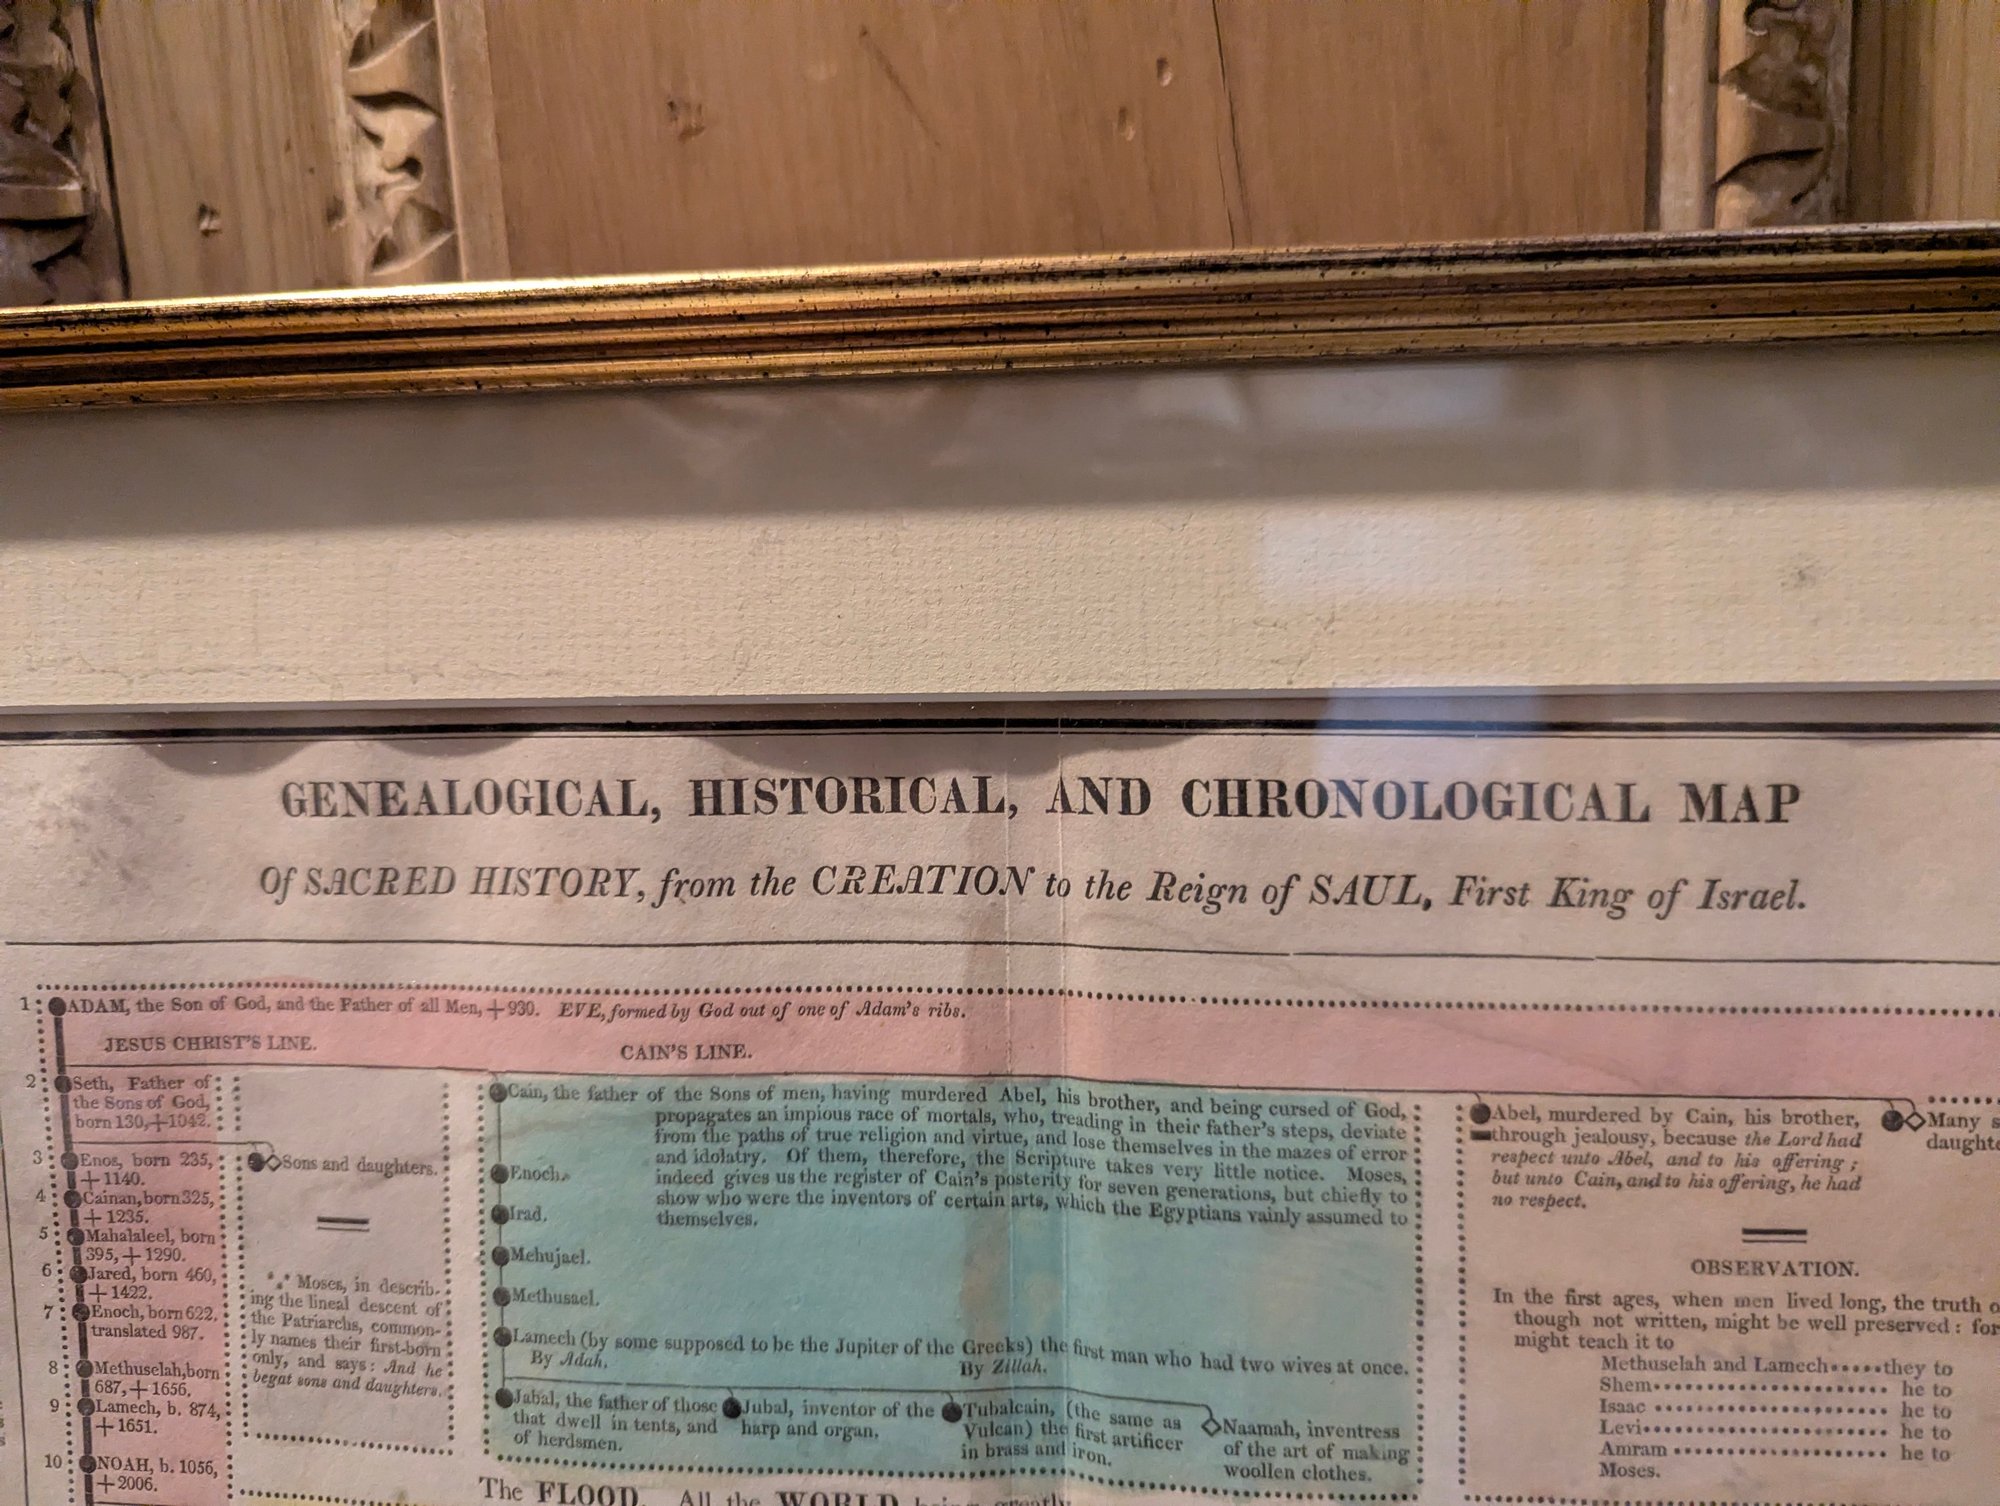 GENEALOGICAL, HISTORICAL, AND CHRONOLOGICAL MAP
Of SACRED HISTORY, from the CREATION to the Reign of SAUL, First King of Israel.
1 ADAM, the Son of God, and the Father of all Men, +930. EVE, formed by God out of one of Adam's ribs.
JESUS CHRIST'S LINE.
CAIN'S LINE.
2 Seth, Father of
the Sons of God,
born 130, +1042.
3 Enos, born 235,
+1140.
4 Cainan, born 325,
+1235.
5 Mahalaleel, born
395, +1290.
6 Jared, born 460,
+1422.
7 Enoch, born 622,
translated 987.
8 Methuselah, born
687, +1656.
9 Lamech, b. 874,
+1651.
10 NOAH, b. 1056,
+2006.
Sons and daughters.
*.* Moses, in describ-
ing the lineal descent of
the Patriarchs, common-
ly names their first-born
only, and says: And he
begat sons and daughters.
Cain, the father of the Sons of men, having murdered Abel, his brother, and being cursed of God,
propagates an impious race of mortals, who, treading in their father's steps, deviate
from the paths of true religion and virtue, and lose themselves in the mazes of error
and idolatry. Of them, therefore, the Scripture takes very little notice. Moses,
indeed gives us the register of Cain's posterity for seven generations, but chiefly to
show who were the inventors of certain arts, which the Egyptians vainly assumed to
themselves.
Enoch.
Irad.
Mehujael.
Methusael.
Lamech (by some supposed to be the Jupiter of the Greeks) the first man who had two wives at once.
By Adah. By Zillah.
Jabal, the father of those
that dwell in tents, and
of herdsmen.
Jubal, inventor of the
harp and organ.
Tubalcain, (the same as
Vulcan) the first artificer
in brass and iron.
Naamah, inventress
of the art of making
woollen clothes.
The FLOOD. All the WORLD being greatly
Abel, murdered by Cain, his brother,
through jealousy, because the Lord had
respect unto Abel, and to his offering;
but unto Cain, and to his offering, he had
no respect.
Many
OBSERVATION.
In the first ages, when men lived long, the truth
though not written, might be well preserved: for
might teach it to
Methuselah and Lamech.....they to
Shem.......................... he to
Isaac .......................... he to
Levi............................ he to
Amram ........................ he to
Moses.